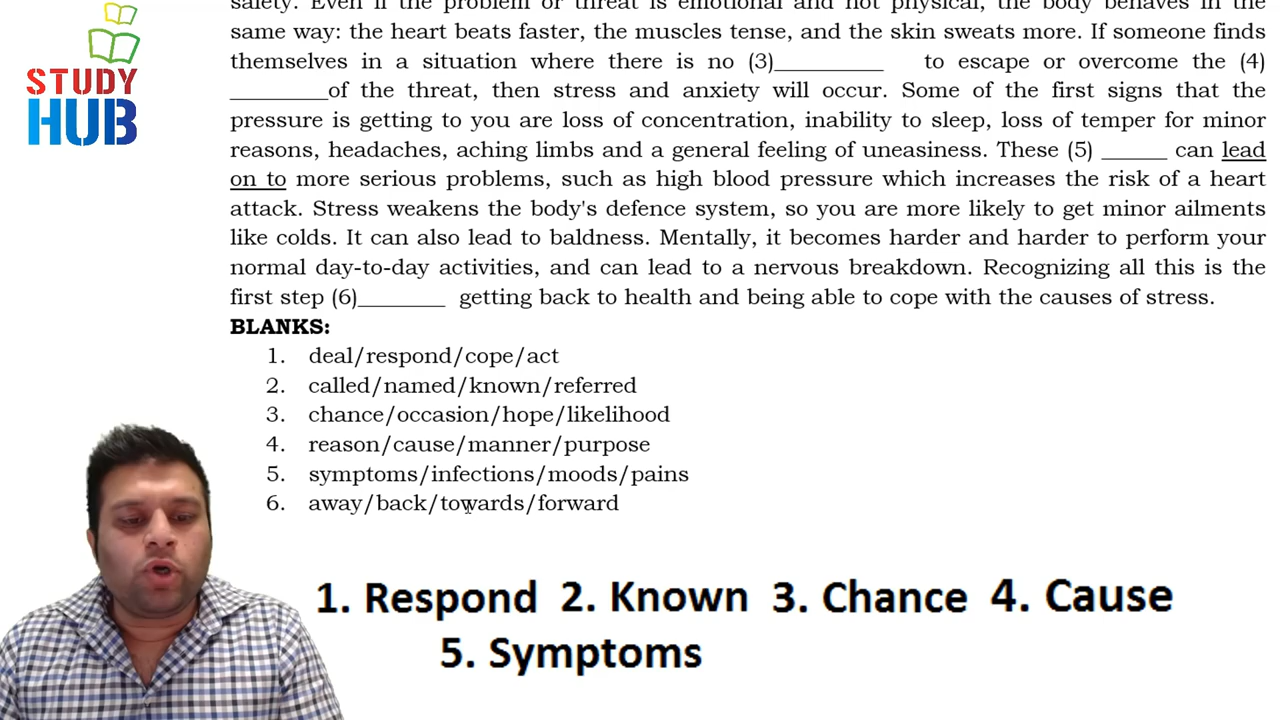 safety. Even if the problem or threat is emotional and not physical, the body behaves in the
same way: the heart beats faster, the muscles tense, and the skin sweats more. If someone finds
themselves in a situation where there is no (3)__________ to escape or overcome the (4)
_________of the threat, then stress and anxiety will occur. Some of the first signs that the
pressure is getting to you are loss of concentration, inability to sleep, loss of temper for minor
reasons, headaches, aching limbs and a general feeling of uneasiness. These (5) ______ can lead
on to more serious problems, such as high blood pressure which increases the risk of a heart
attack. Stress weakens the body's defence system, so you are more likely to get minor ailments
like colds. It can also lead to baldness. Mentally, it becomes harder and harder to perform your
normal day-to-day activities, and can lead to a nervous breakdown. Recognizing all this is the
first step (6)________ getting back to health and being able to cope with the causes of stress.
STUDY
HUB
BLANKS:
1. deal/respond/cope/act
2. called/named/known/referred
3. chance/occasion/hope/likelihood
4. reason/cause/manner/purpose
5. symptoms/infections/moods/pains
6. away/back/towards/forward
1. Respond 2. Known 3. Chance 4. Cause
5. Symptoms